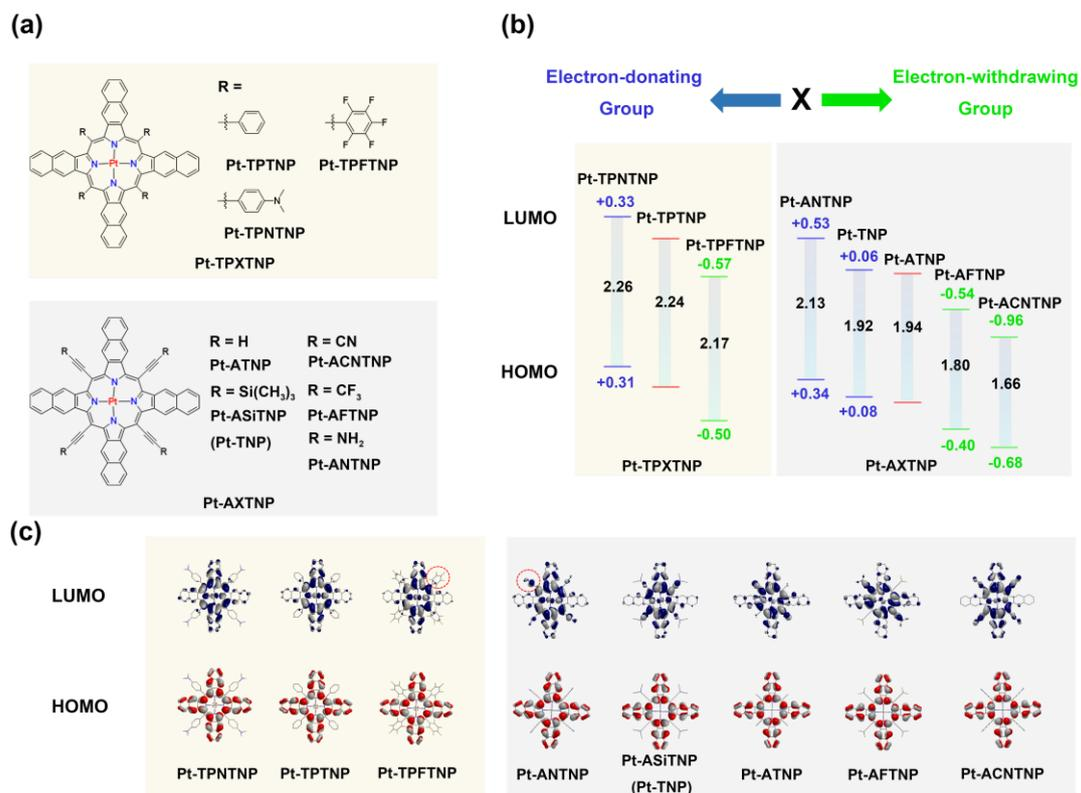 (a)
R =
R
R
N
N
Pt
N
N
R
R
F
F
F
F
F
Pt-TPTNP
Pt-TPFTNP
N
Pt-TPNTNP
Pt-TPXTNP
R
R
N
N
Pt
N
N
R
R
R = H
R = CN
Pt-ATNP
Pt-ACNTNP
R = Si(CH₃)₃
R = CF₃
Pt-ASiTNP
Pt-AFTNP
(Pt-TNP)
R = NH₂
Pt-ANTNP
Pt-AXTNP
(b)
Electron-donating
Group
X
Electron-withdrawing
Group
LUMO
HOMO
Pt-TPNTNP
+0.33
2.26
+0.31
Pt-TPTNP
2.24
Pt-TPFTNP
-0.57
2.17
-0.50
Pt-TPXTNP
Pt-ANTNP
+0.53
2.13
+0.34
Pt-TNP
+0.06
1.92
+0.08
Pt-ATNP
1.94
Pt-AFTNP
-0.54
1.80
-0.40
Pt-ACNTNP
-0.96
1.66
-0.68
Pt-AXTNP
(c)
LUMO
HOMO
Pt-TPNTNP
Pt-TPTNP
Pt-TPFTNP
Pt-ANTNP
Pt-ASiTNP
(Pt-TNP)
Pt-ATNP
Pt-AFTNP
Pt-ACNTNP